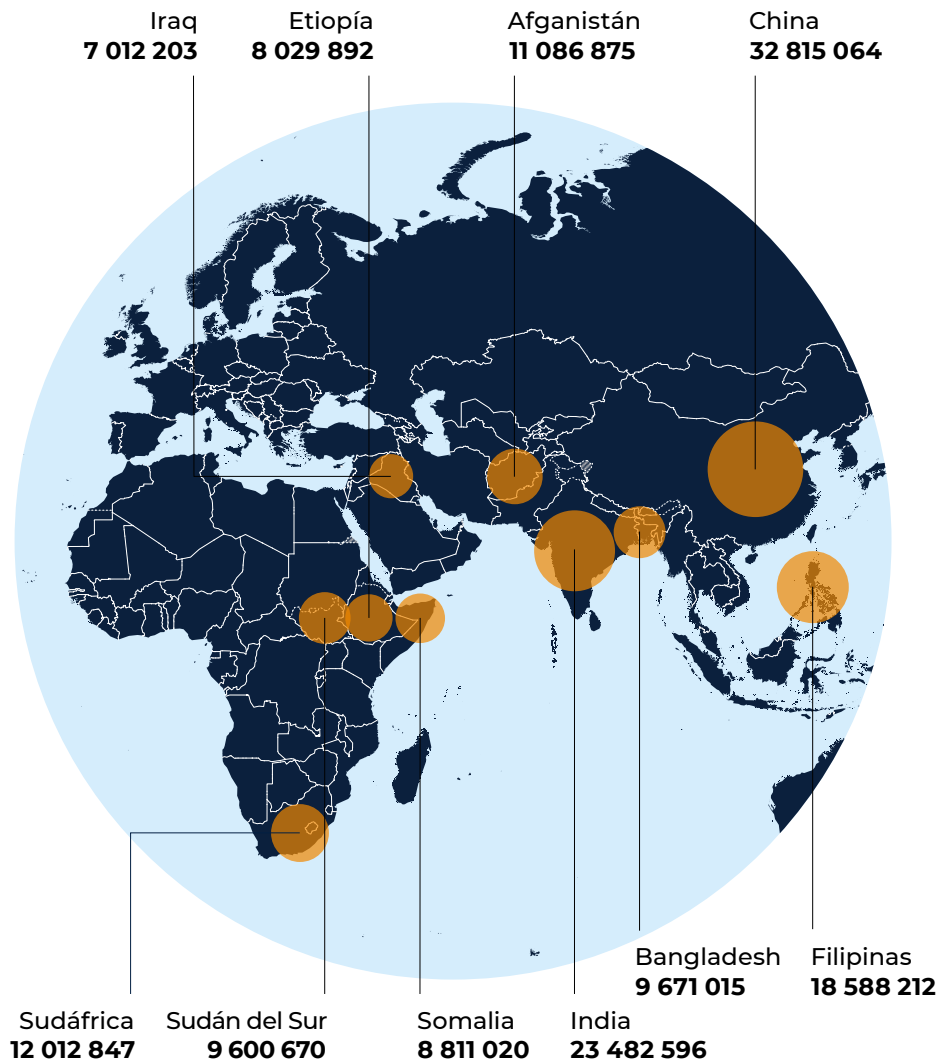 Iraq
7 012 203
Etiopía
8 029 892
Afganistán
11 086 875
China
32 815 064
Bangladesh
9 671 015
Filipinas
18 588 212
Sudáfrica
12 012 847
Sudán del Sur
9 600 670
Somalia
8 811 020
India
23 482 596